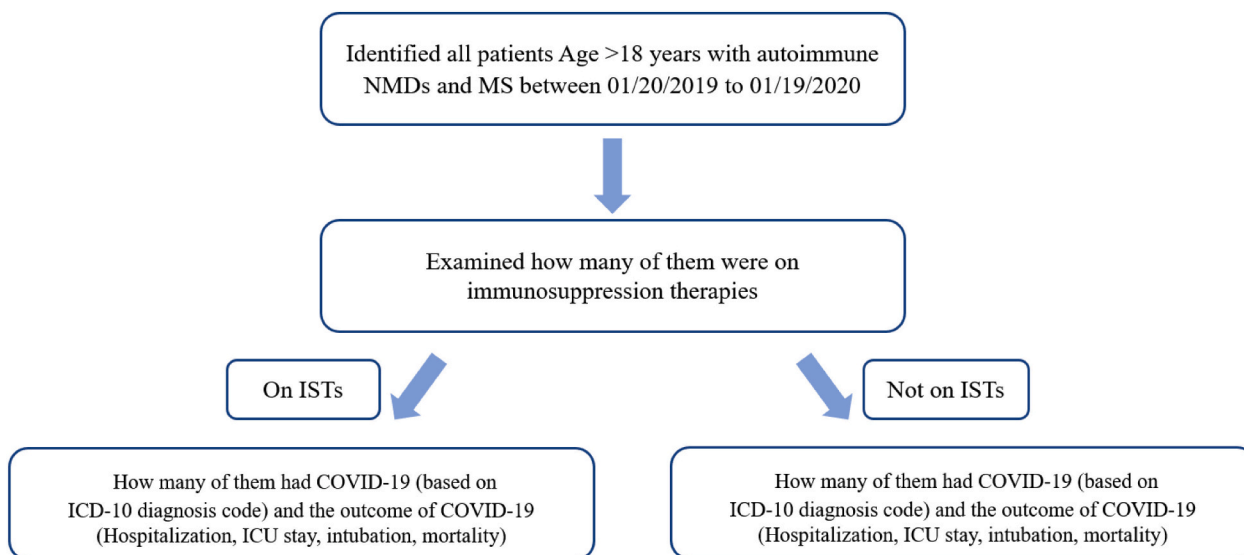 Identified all patients Age >18 years with autoimmune
NMDs and MS between 01/20/2019 to 01/19/2020
Examined how many of them were on
immunosuppression therapies
On ISTs
Not on ISTs
How many of them had COVID-19 (based on
ICD-10 diagnosis code) and the outcome of COVID-19
(Hospitalization, ICU stay, intubation, mortality)
How many of them had COVID-19 (based on
ICD-10 diagnosis code) and the outcome of COVID-19
(Hospitalization, ICU stay, intubation, mortality)